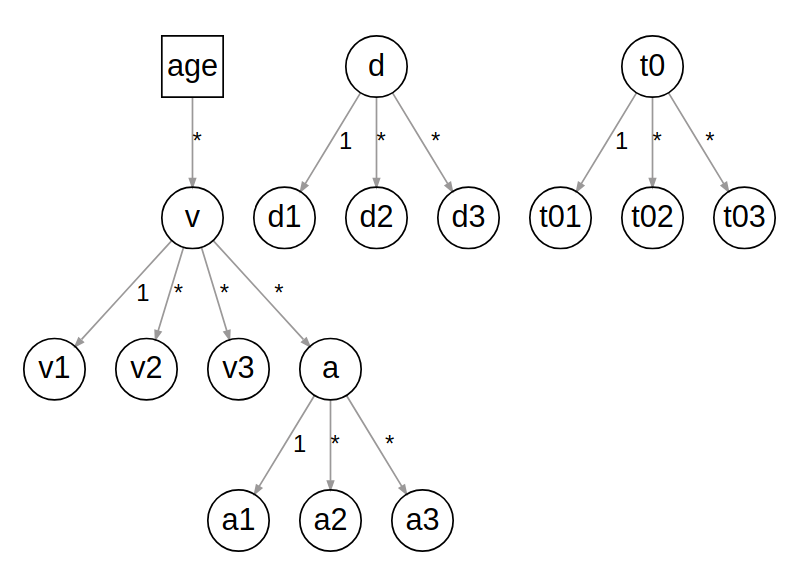 age d t0
* 1 * * 1 * *
v d1 d2 d3 t01 t02 t03
1 * * *
v1 v2 v3 a
1 * *
a1 a2 a3